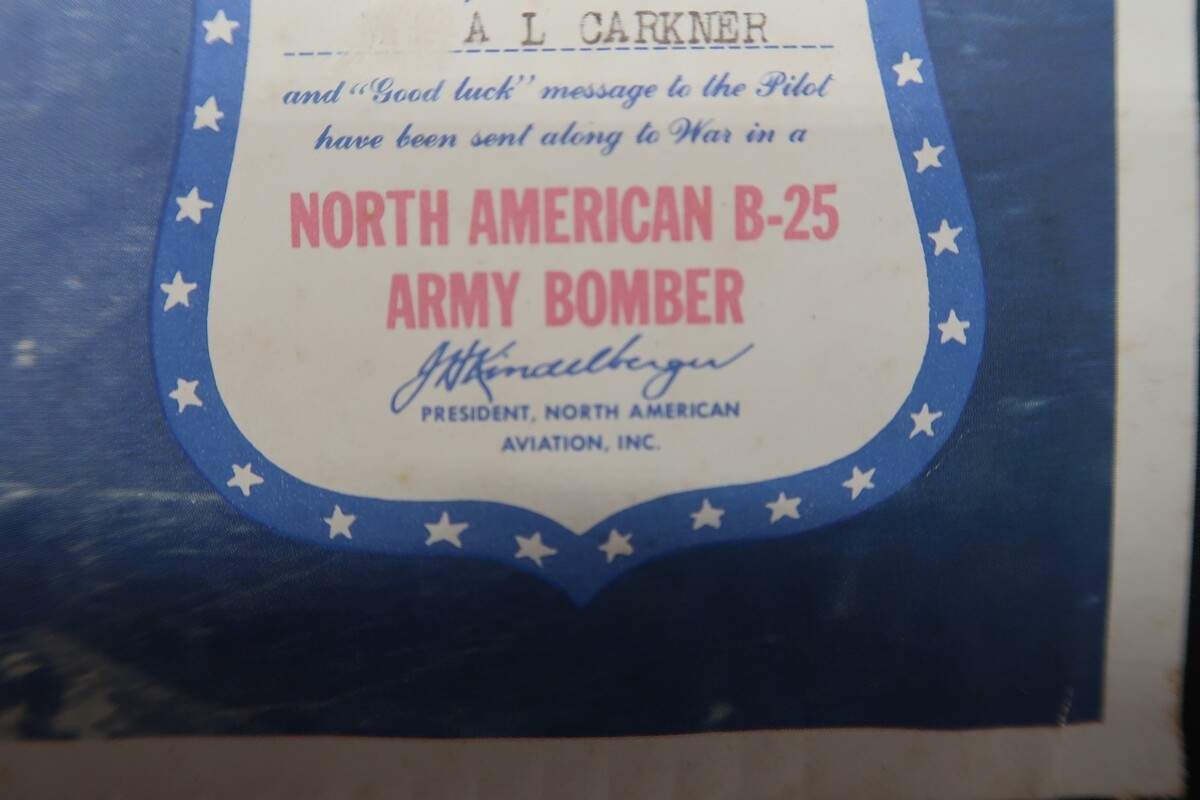 A L CARKNER
and "Good luck" message to the Pilot
have been sent along to War in a
NORTH AMERICAN B-25
ARMY BOMBER
J H Kindelberger
PRESIDENT, NORTH AMERICAN
AVIATION, INC.